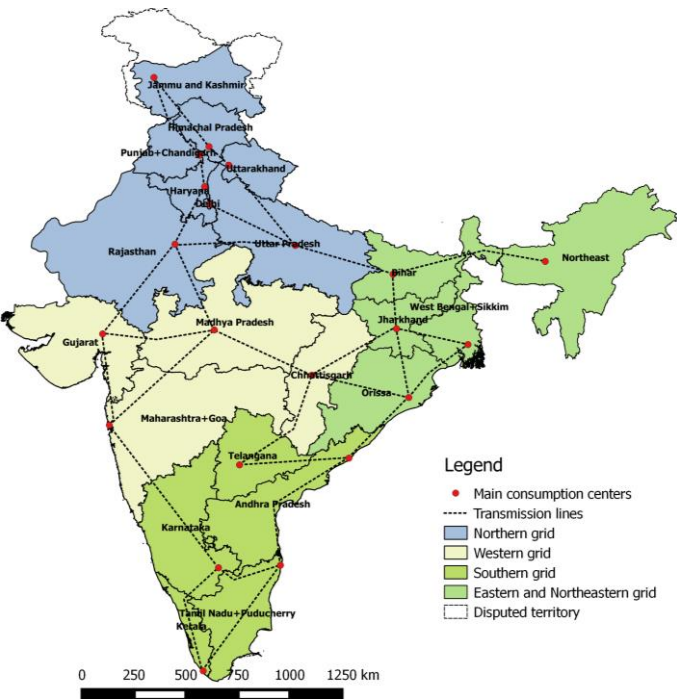 Jammu and Kashmir
Himachal Pradesh
Punjab+Chandigarh
Uttarakhand
Haryana
Delhi
Rajasthan
Uttar Pradesh
Northeast
Bihar
West Bengal+Sikkim
Jharkhand
Madhya Pradesh
Gujarat
Chhattisgarh
Orissa
Maharashtra+Goa
Telangana
Andhra Pradesh
Karnataka
Tamil Nadu+Puducherry
Kerala
Legend
Main consumption centers
Transmission lines
Northern grid
Western grid
Southern grid
Eastern and Northeastern grid
Disputed territory
0 250 500 750 1000 1250 km